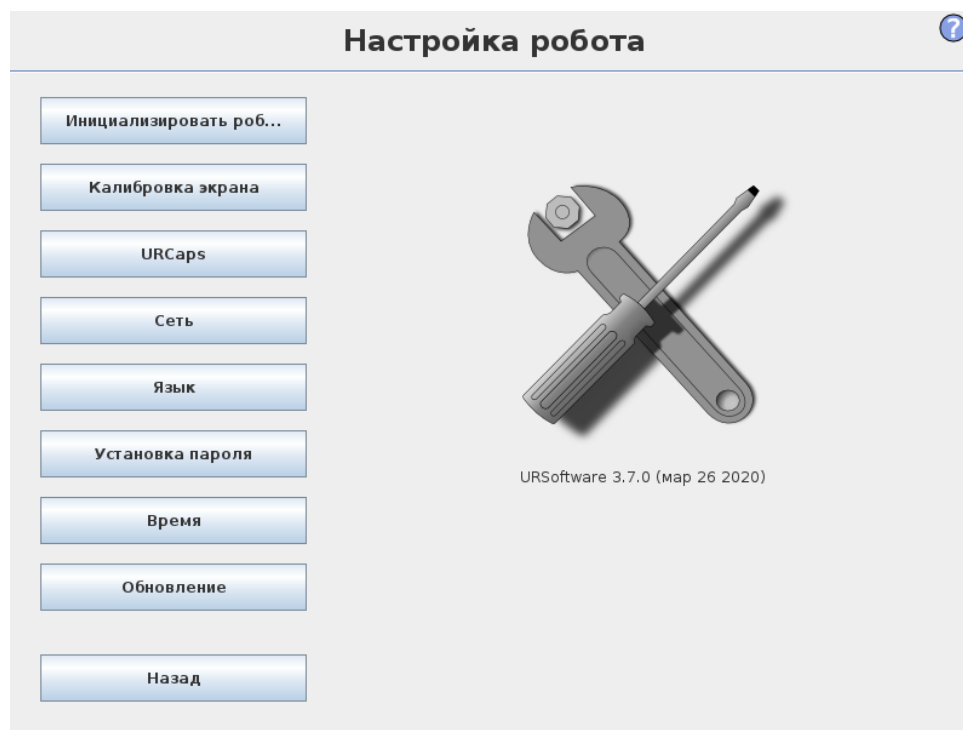 Настройка робота
?
Инициализировать роб...
Калибровка экрана
URCaps
Сеть
Язык
Установка пароля
URSoftware 3.7.0 (мар 26 2020)
Время
Обновление
Назад